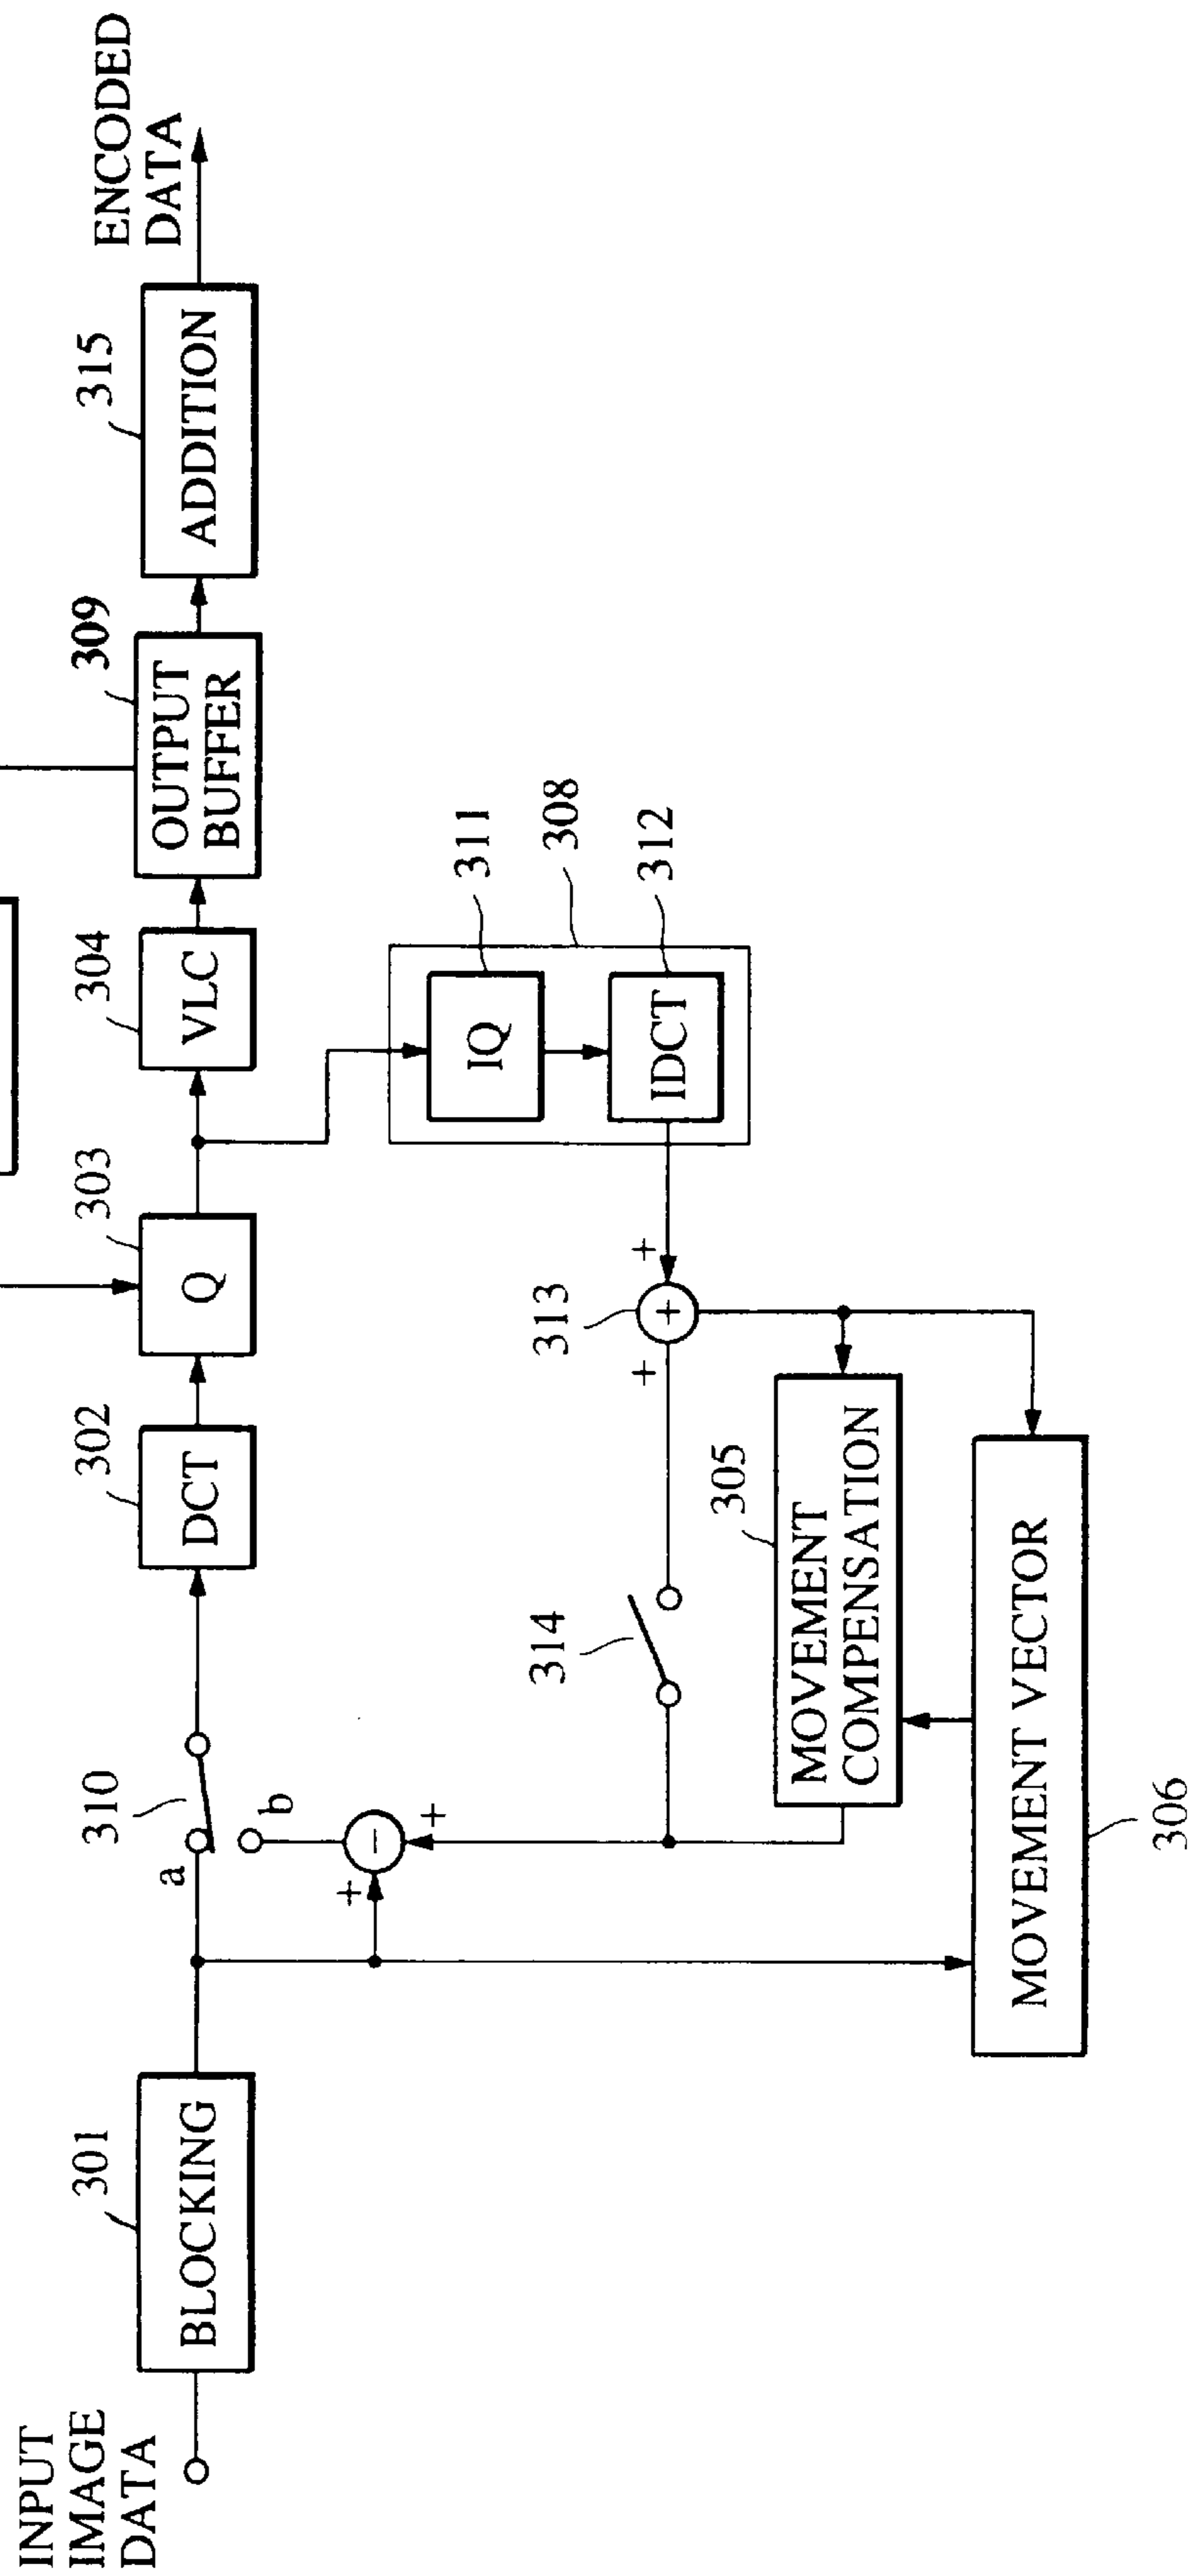 INPUT
IMAGE
DATA
301
BLOCKING
a
310
b
+
+
−
302
DCT
303
Q
304
VLC
309
OUTPUT
BUFFER
315
ADDITION
ENCODED
DATA
311
IQ
308
312
IDCT
+
313
+
+
314
305
MOVEMENT
COMPENSATION
MOVEMENT VECTOR
306